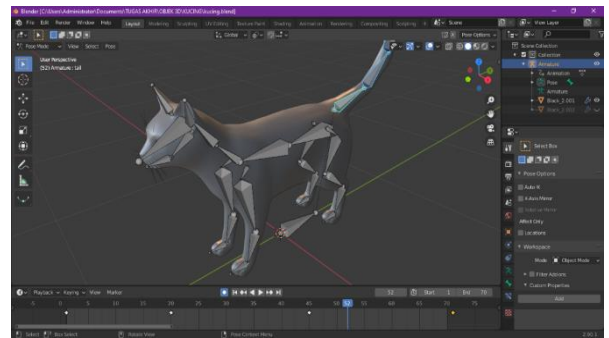 Blender [C:\Users\Administrator\Documents\TUGAS AKHIR\OBJEK 3D\KUCING\kucing.blend]
File Edit Render Window Help Layout Modeling Sculpting UV Editing Texture Paint Shading Animation Rendering Compositing Scripting + Scene View Layer
Global Pose Options
Pose Mode View Select Pose
User Perspective
(52) Armature : tail
Scene Collection
Collection
Armature
Animation
Pose
Armature
Select Box
Pose Options
Auto IK
X-Axis Mirror
Affect Only
Locations
Workspace
Mode Object Mode
Filter Add-ons
Custom Properties
Add
Playback Keying View Marker 52 Start 1 End 70
-5 0 5 10 15 20 25 30 35 40 45 50 52 55 60 65 70 75
Select Box Select Rotate View Pose Context Menu